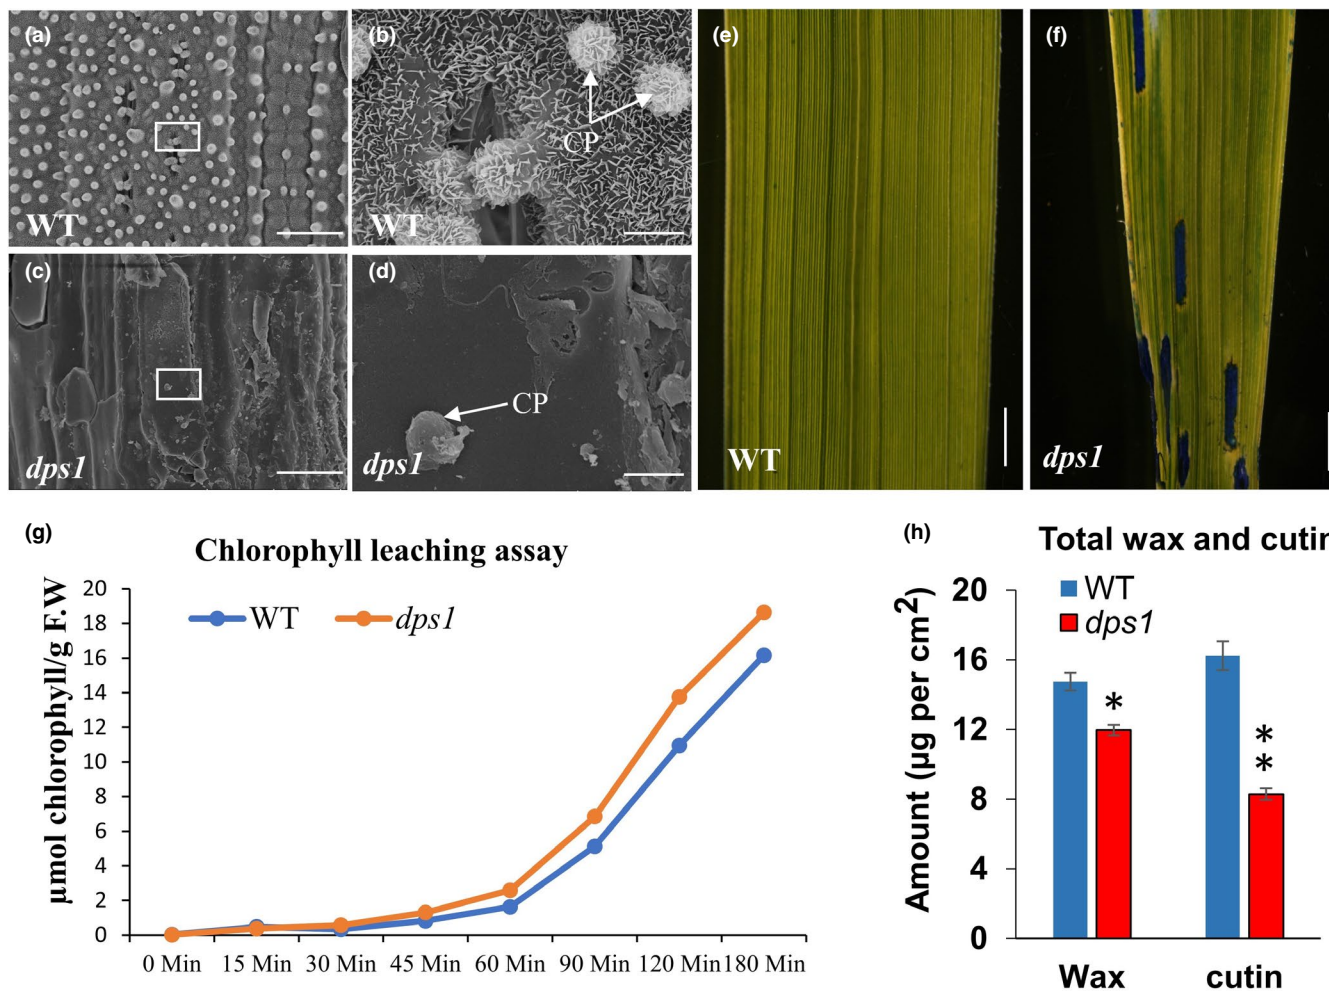 (a)
WT
(b)
CP
WT
(c)
dps1
(d)
CP
dps1
(e)
WT
(f)
dps1
(g)
Chlorophyll leaching assay
WT
dps1
µmol chlorophyll/g F.W
20
18
16
14
12
10
8
6
4
2
0
0 Min 15 Min 30 Min 45 Min 60 Min 90 Min 120 Min 180 Min
(h)
Total wax and cutin
WT
dps1
Amount (µg per cm²)
20
16
12
8
4
0
*
*
*
Wax cutin